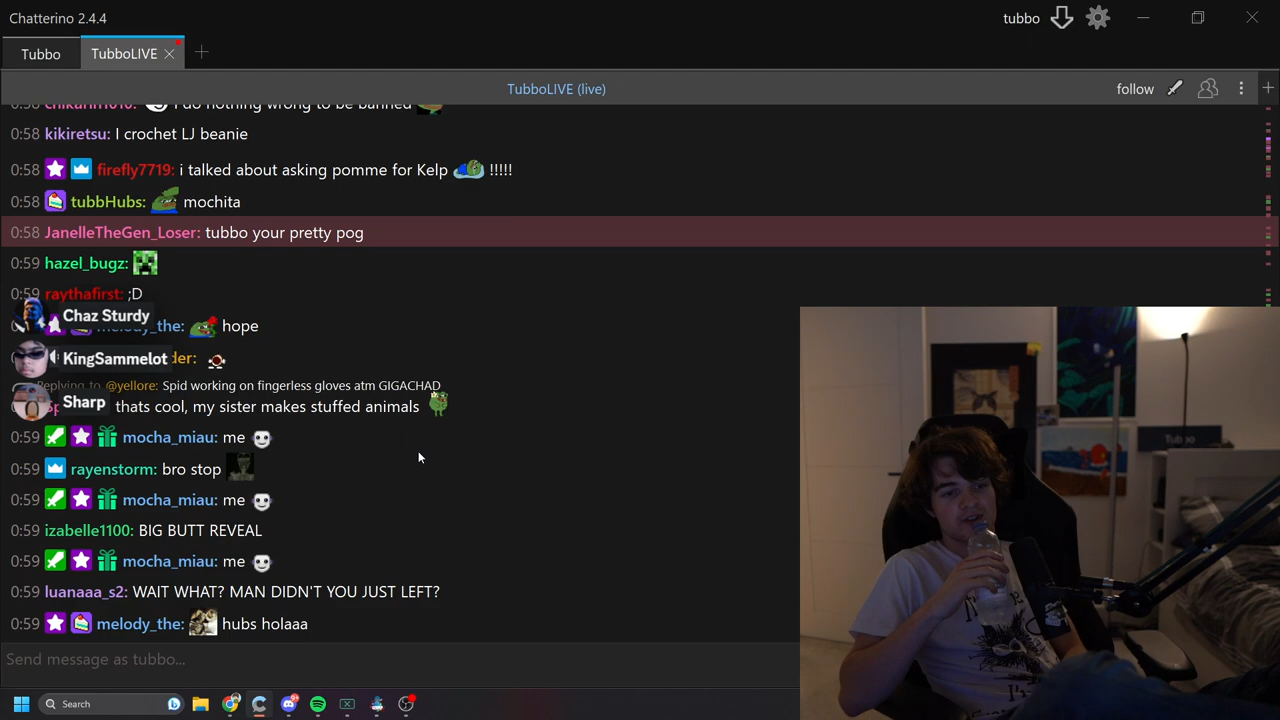 Chatterino 2.4.4
tubbo
Tubbo
TubboLIVE
TubboLIVE (live)
follow
0:58 I do nothing wrong to be banned
0:58 kikiretsu: I crochet LJ beanie
0:58 firefly7719: i talked about asking pomme for Kelp !!!!!
0:58 tubbHubs: mochita
0:58 JanelleTheGen_Loser: tubbo your pretty pog
0:59 hazel_bugz:
0:59 raythafirst: ;D
Chaz Sturdy
melody_the: hope
KingSammelot
der:
Replying to @yellore: Spid working on fingerless gloves atm GIGACHAD
Sharp
thats cool, my sister makes stuffed animals
0:59 mocha_miau: me
0:59 rayenstorm: bro stop
0:59 mocha_miau: me
0:59 izabelle1100: BIG BUTT REVEAL
0:59 mocha_miau: me
0:59 luanaaa_s2: WAIT WHAT? MAN DIDN'T YOU JUST LEFT?
0:59 melody_the: hubs holaaa
Send message as tubbo...
Search
Tubbo